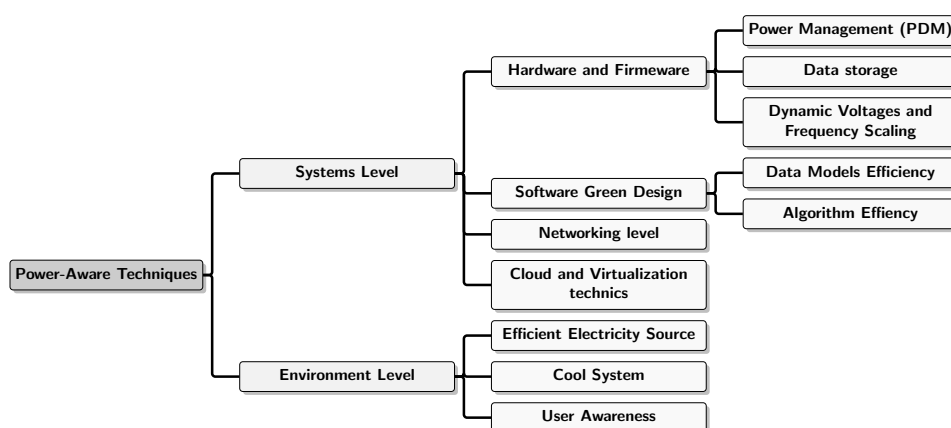 Power Management (PDM)
Hardware and Firmeware
Data storage
Dynamic Voltages and
Frequency Scaling
Systems Level
Data Models Efficiency
Software Green Design
Algorithm Effiency
Networking level
Power-Aware Techniques
Cloud and Virtualization
technics
Efficient Electricity Source
Environment Level
Cool System
User Awareness